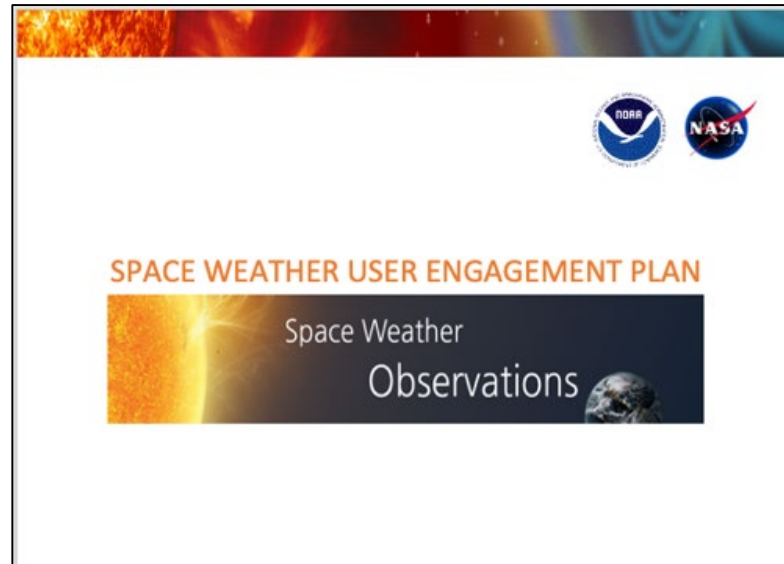 NOAA
NASA
SPACE WEATHER USER ENGAGEMENT PLAN
Space Weather
Observations